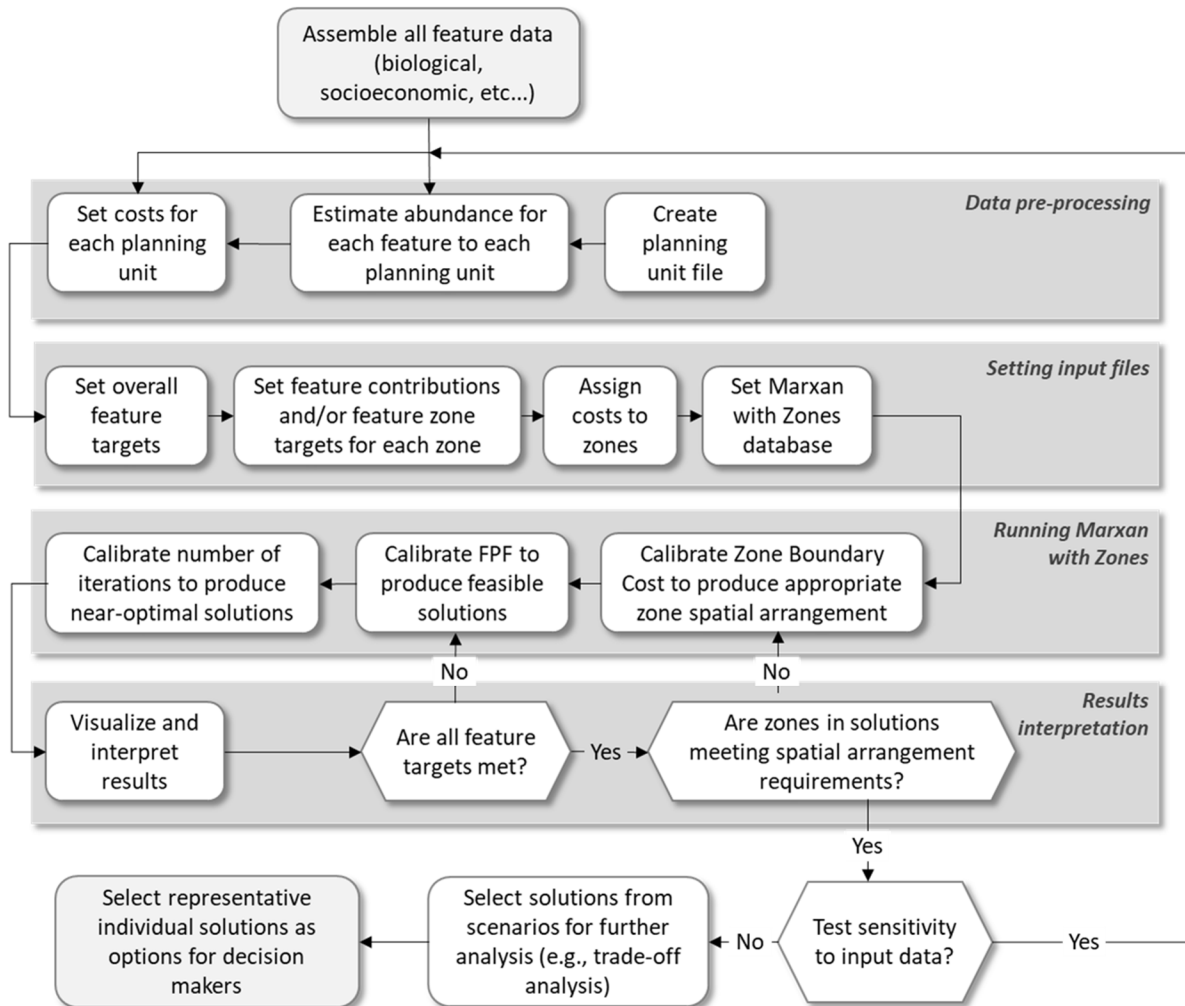 Assemble all feature data
(biological,
socioeconomic, etc...)
Data pre-processing
Set costs for
each planning
unit
Estimate abundance for
each feature to each
planning unit
Create
planning
unit file
Setting input files
Set overall
feature
targets
Set feature contributions
and/or feature zone
targets for each zone
Assign
costs to
zones
Set Marxan
with Zones
database
Running Marxan
with Zones
Calibrate number of
iterations to produce
near-optimal solutions
Calibrate FPF to
produce feasible
solutions
Calibrate Zone Boundary
Cost to produce appropriate
zone spatial arrangement
No
No
Results
interpretation
Visualize and
interpret
results
Are all feature
targets met?
Yes
Are zones in solutions
meeting spatial arrangement
requirements?
Yes
Select representative
individual solutions as
options for decision
makers
Select solutions from
scenarios for further
analysis (e.g., trade-off
analysis)
No
Test sensitivity
to input data?
Yes